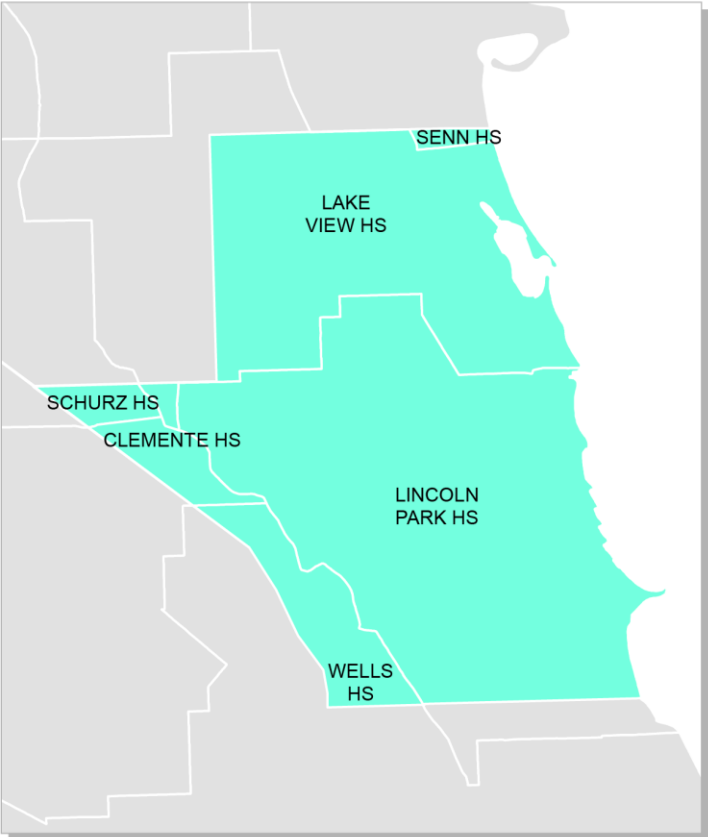 SENN HS
LAKE
VIEW HS
SCHURZ HS
CLEMENTE HS
LINCOLN
PARK HS
WELLS
HS